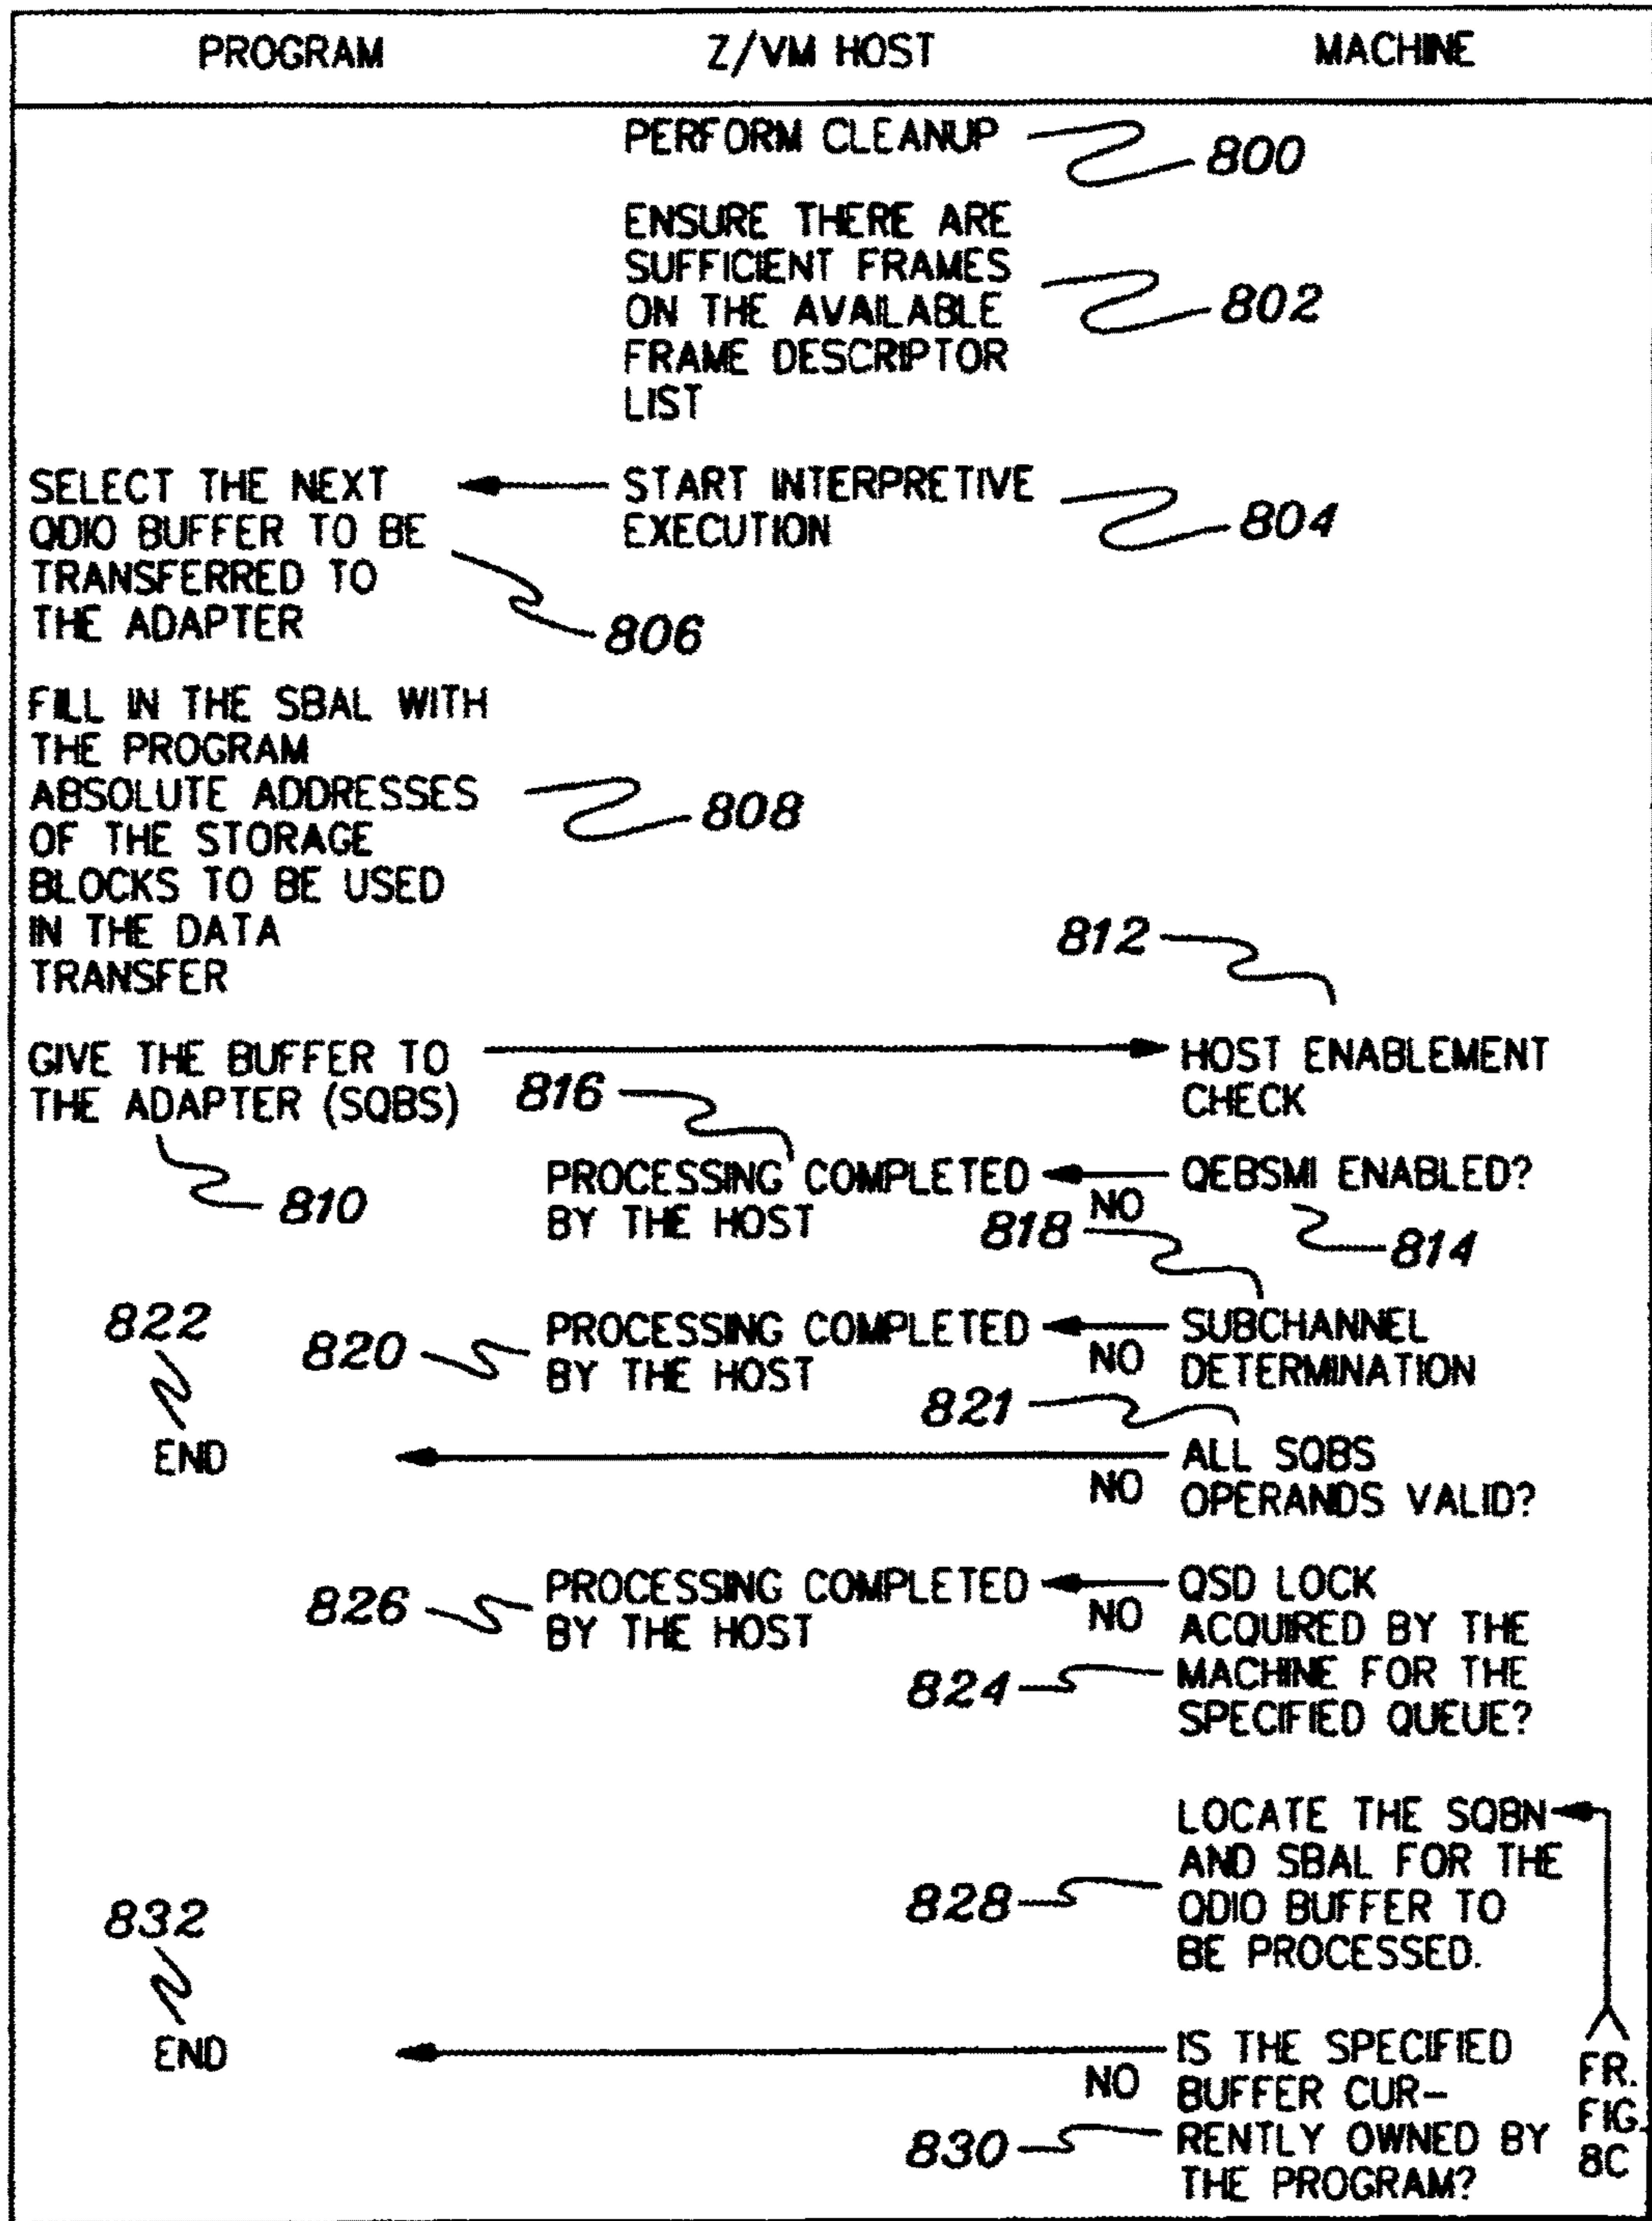 PROGRAM Z/VM HOST MACHINE
PERFORM CLEANUP
800
ENSURE THERE ARE
SUFFICIENT FRAMES
ON THE AVAILABLE
FRAME DESCRIPTOR
LIST
802
START INTERPRETIVE
EXECUTION
804
SELECT THE NEXT
QDIO BUFFER TO BE
TRANSFERRED TO
THE ADAPTER
806
FILL IN THE SBAL WITH
THE PROGRAM
ABSOLUTE ADDRESSES
OF THE STORAGE
BLOCKS TO BE USED
IN THE DATA
TRANSFER
808
GIVE THE BUFFER TO
THE ADAPTER (SQBS)
810
812
HOST ENABLEMENT
CHECK
816
PROCESSING COMPLETED
BY THE HOST
NO
QEBSMI ENABLED?
814
818
820
PROCESSING COMPLETED
BY THE HOST
NO
SUBCHANNEL
DETERMINATION
822
END
821
NO
ALL SQBS
OPERANDS VALID?
826
PROCESSING COMPLETED
BY THE HOST
NO
QSD LOCK
ACQUIRED BY THE
MACHINE FOR THE
SPECIFIED QUEUE?
824
LOCATE THE SQBN
AND SBAL FOR THE
QDIO BUFFER TO
BE PROCESSED.
828
832
END
NO
IS THE SPECIFIED
BUFFER CUR-
RENTLY OWNED BY
THE PROGRAM?
830
FR.
FIG.
8C